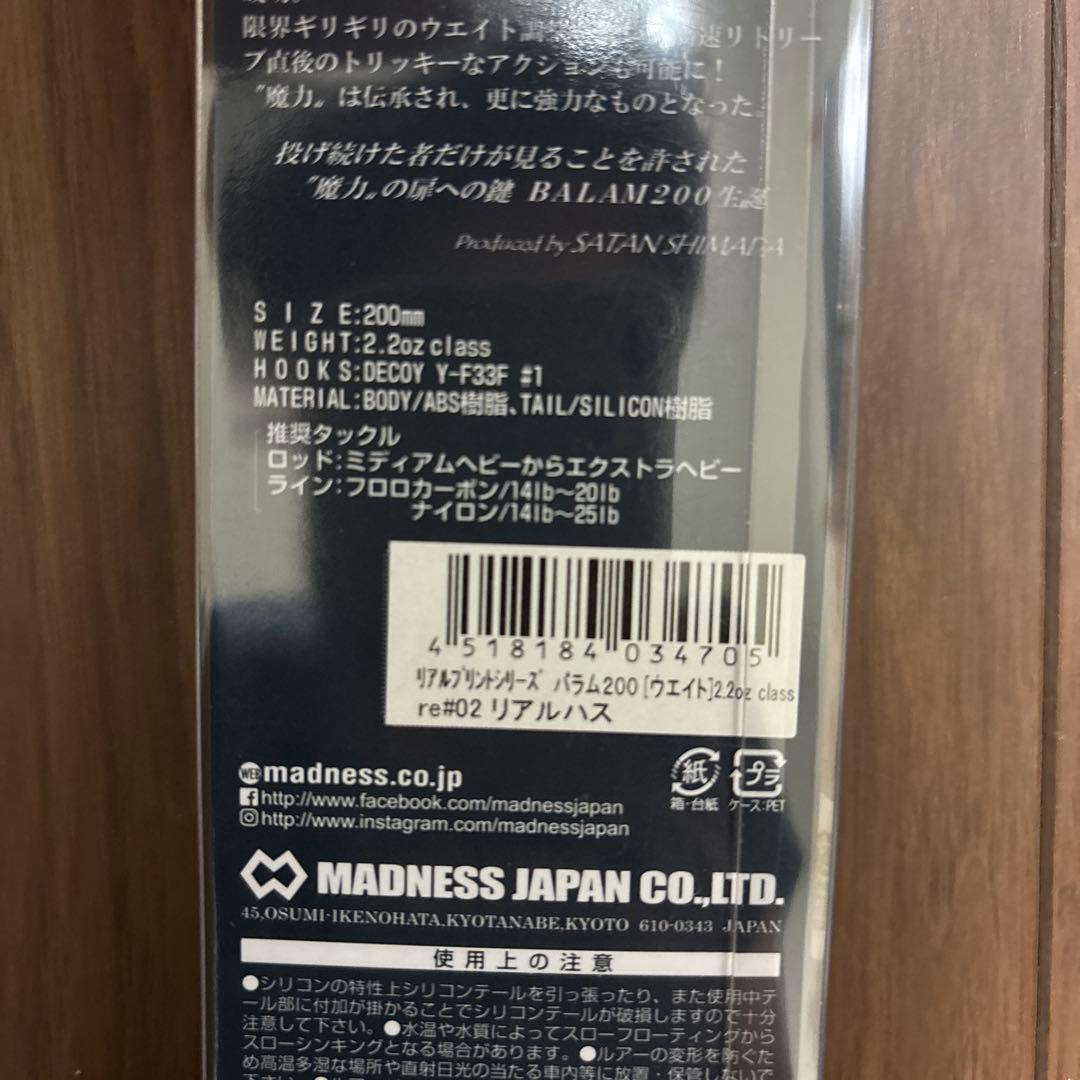 限界ギリギリのウエイト調 速リトリー
ブ直後のトリッキーなアクションも可能に！
〝魔力〟は伝承され、更に強力なものとなった。
投げ続けた者だけが見ることを許された
〝魔力〟の扉への鍵 BALAM200生誕
Produced by SATAN SHIMADA
SIZE:200mm
WEIGHT:2.2oz class
HOOKS:DECOY Y-F33F #1
MATERIAL:BODY/ABS樹脂、TAIL/SILICON樹脂
推奨タックル
ロッド:ミディアムヘビーからエクストラヘビー
ライン:フロロカーボン/14lb〜20lb
ナイロン/14lb〜25lb
4 518184 034705
リアルプリントシリーズ バラム200 [ウエイト]2.2oz class
re#02 リアルハス
紙 プラ
箱・台紙 ケース:PET
WEB madness.co.jp
http://www.facebook.com/madnessjapan
http://www.instagram.com/madnessjapan
MADNESS JAPAN CO.,LTD.
45,OSUMI-IKENOHATA,KYOTANABE,KYOTO 610-0343 JAPAN
使用上の注意
●シリコンの特性上シリコンテールを引っ張ったり、また使用中テ
ール部に付加が掛かることでシリコンテールが破損しますので十分
注意して下さい。●水温や水質によってスローフローティングから
スローシンキングとなる場合があります。●ルアーの変形を防ぐた
め高温多湿な場所や直射日光の当たる車内等に放置・保管しないで